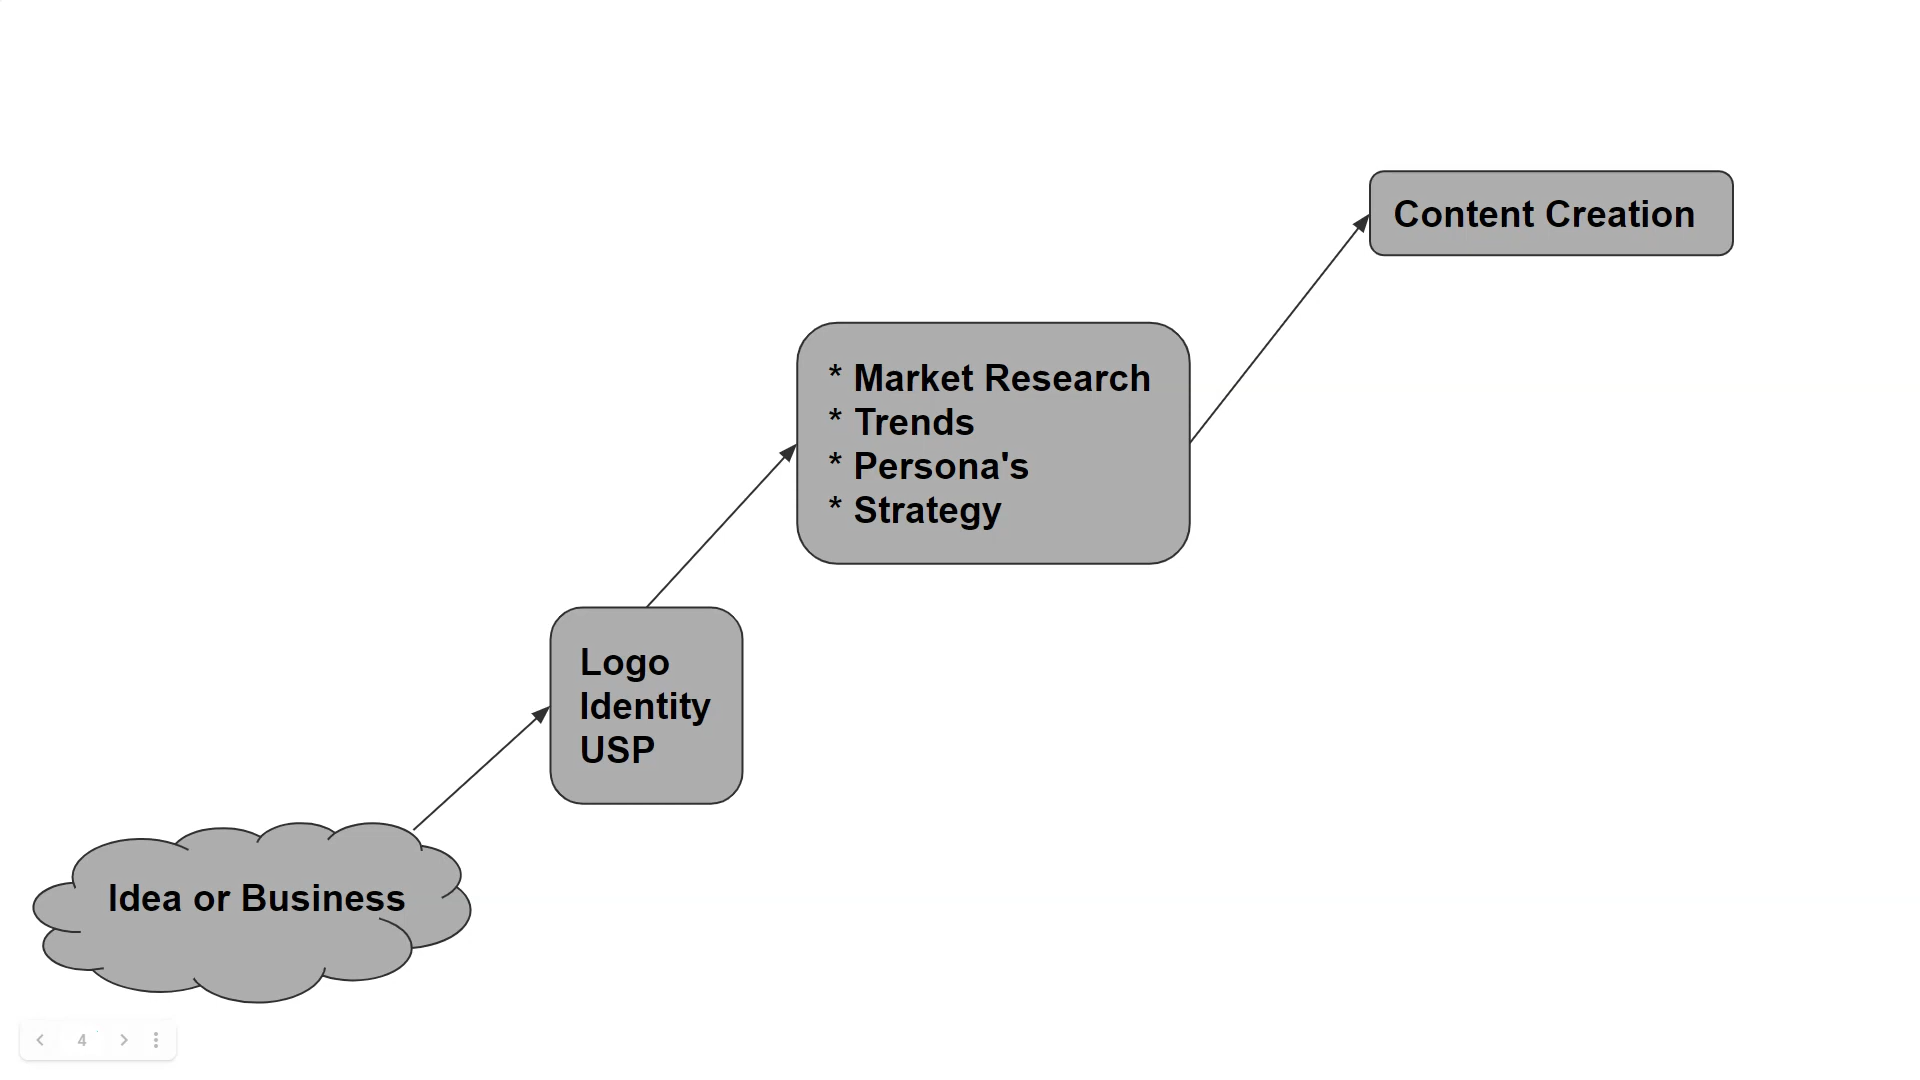 Content Creation
* Market Research
* Trends
* Persona's
* Strategy
Logo
Identity
USP
Idea or Business
4